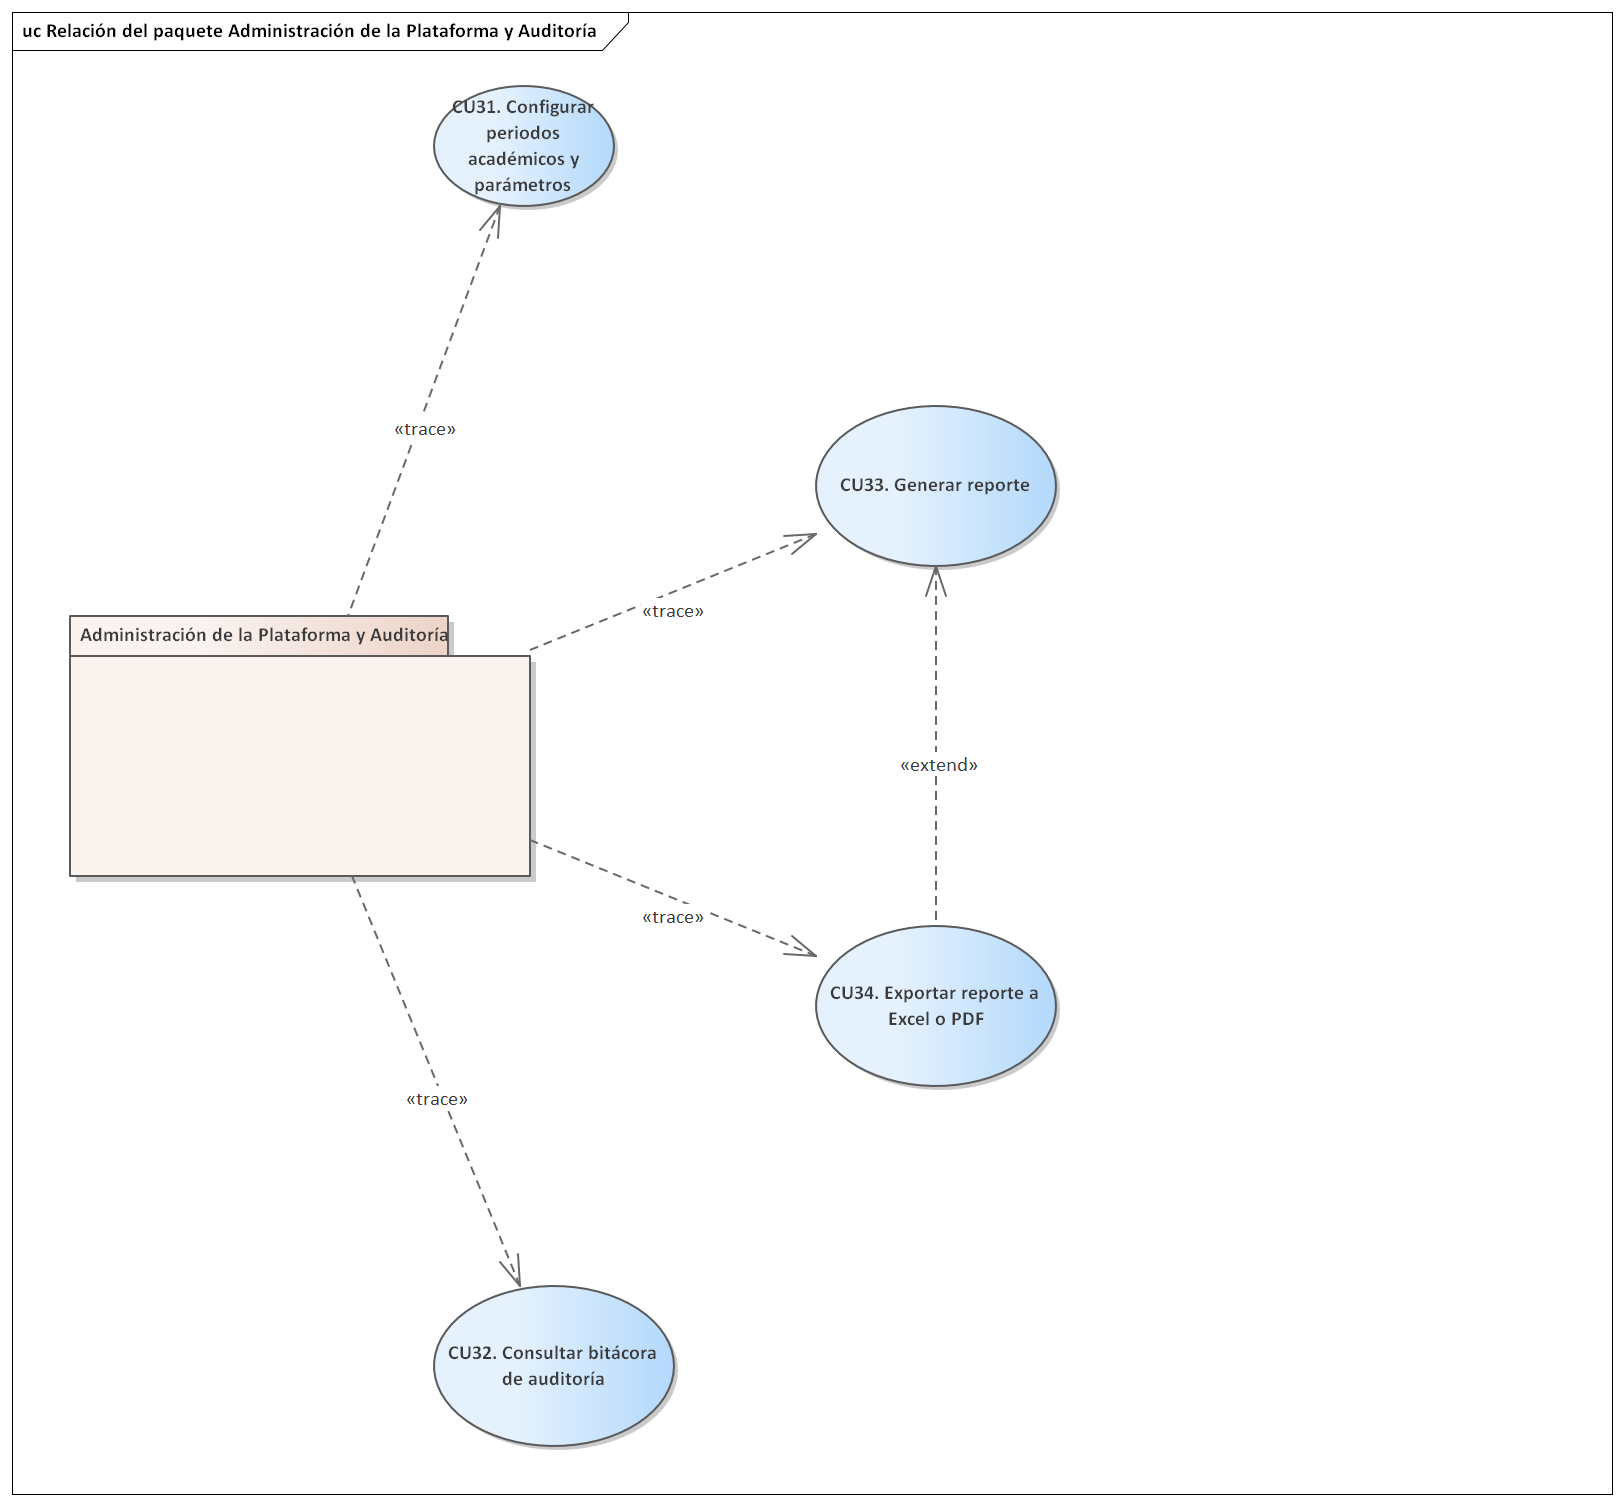 uc Relación del paquete Administración de la Plataforma y Auditoría
CU31. Configurar
periodos
académicos y
parámetros
«trace»
CU33. Generar reporte
«trace»
Administración de la Plataforma y Auditoría
«extend»
«trace»
CU34. Exportar reporte a
Excel o PDF
«trace»
CU32. Consultar bitácora
de auditoría